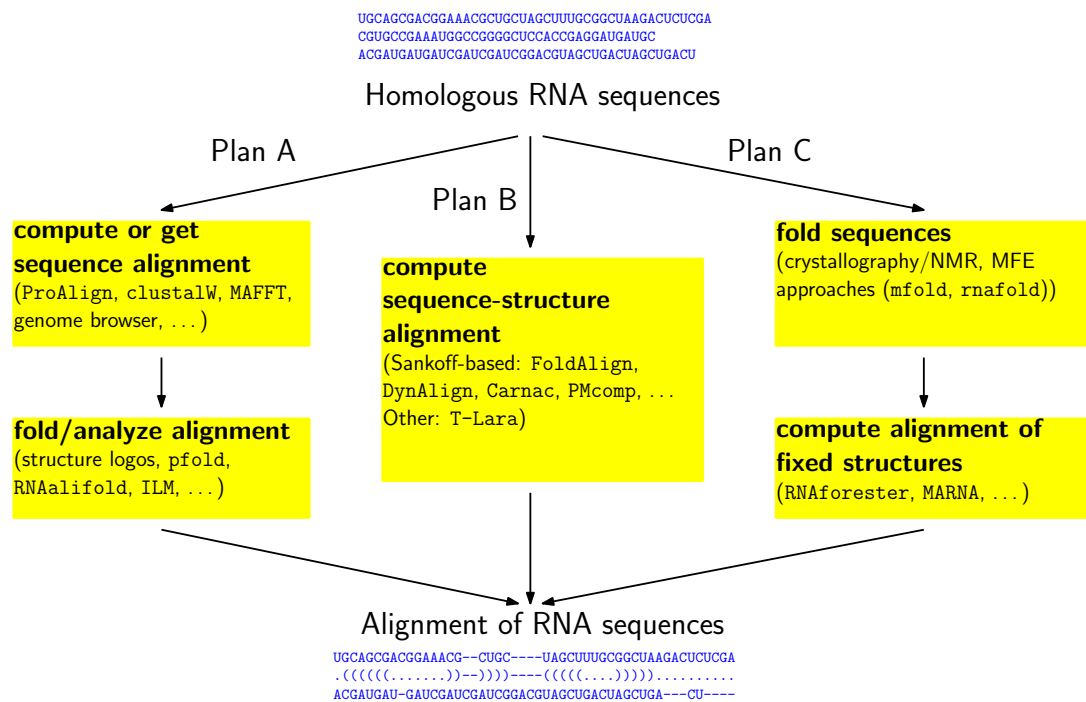 UGCAGCGACGGAAACGCUGCUAGCUUUGCGGCUAAGACUCUCGA
CGUGCCGAAAUGGCCGGGGCUCCACCGAGGAUGAUGC
ACGAUGAUGAUCGAUCGAUCGGACGUAGCUGACUAGCUGACU
Homologous RNA sequences
Plan A
Plan B
Plan C
compute or get
sequence alignment
(ProAlign, clustalW, MAFFT,
genome browser, ...)
fold/analyze alignment
(structure logos, pfold,
RNAalifold, ILM, ...)
compute
sequence-structure
alignment
(Sankoff-based: FoldAlign,
DynAlign, Carnac, PMcomp, ...
Other: T-Lara)
fold sequences
(crystallography/NMR, MFE
approaches (mfold, rnafold))
compute alignment of
fixed structures
(RNAforester, MARNA, ...)
Alignment of RNA sequences
UGCAGCGACGGAAACG--CUGC----UAGCUUUGCGGCUAAGACUCUCGA
.((((((.......))--))))----(((((....)))))..........
ACGAUGAU-GAUCGAUCGAUCGGACGUAGCUGACUAGCUGA---CU----